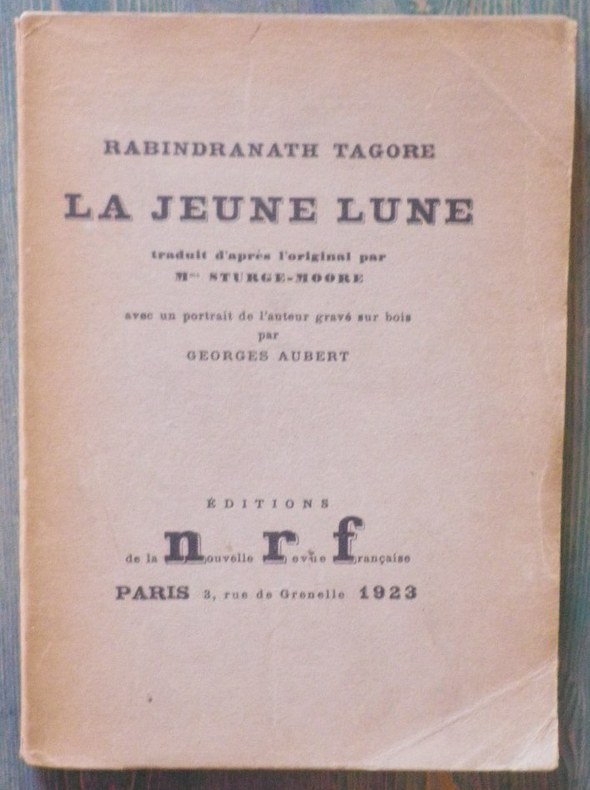 RABINDRANATH TAGORE
LA JEUNE LUNE
traduit d'après l'original par
Mme STURGE-MOORE
avec un portrait de l'auteur gravé sur bois
par
GEORGES AUBERT
ÉDITIONS
de la nouvelle revue française
PARIS 3, rue de Grenelle 1923